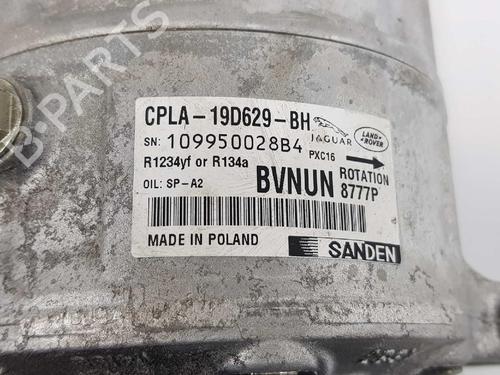 B-PARTS
CPLA-19D629-BH
JAGUAR
LAND ROVER
SN: 109950028B4
PXC16
R1234yf or R134a
ROTATION
OIL: SP-A2
BVNUN 8777P
MADE IN POLAND
SANDEN